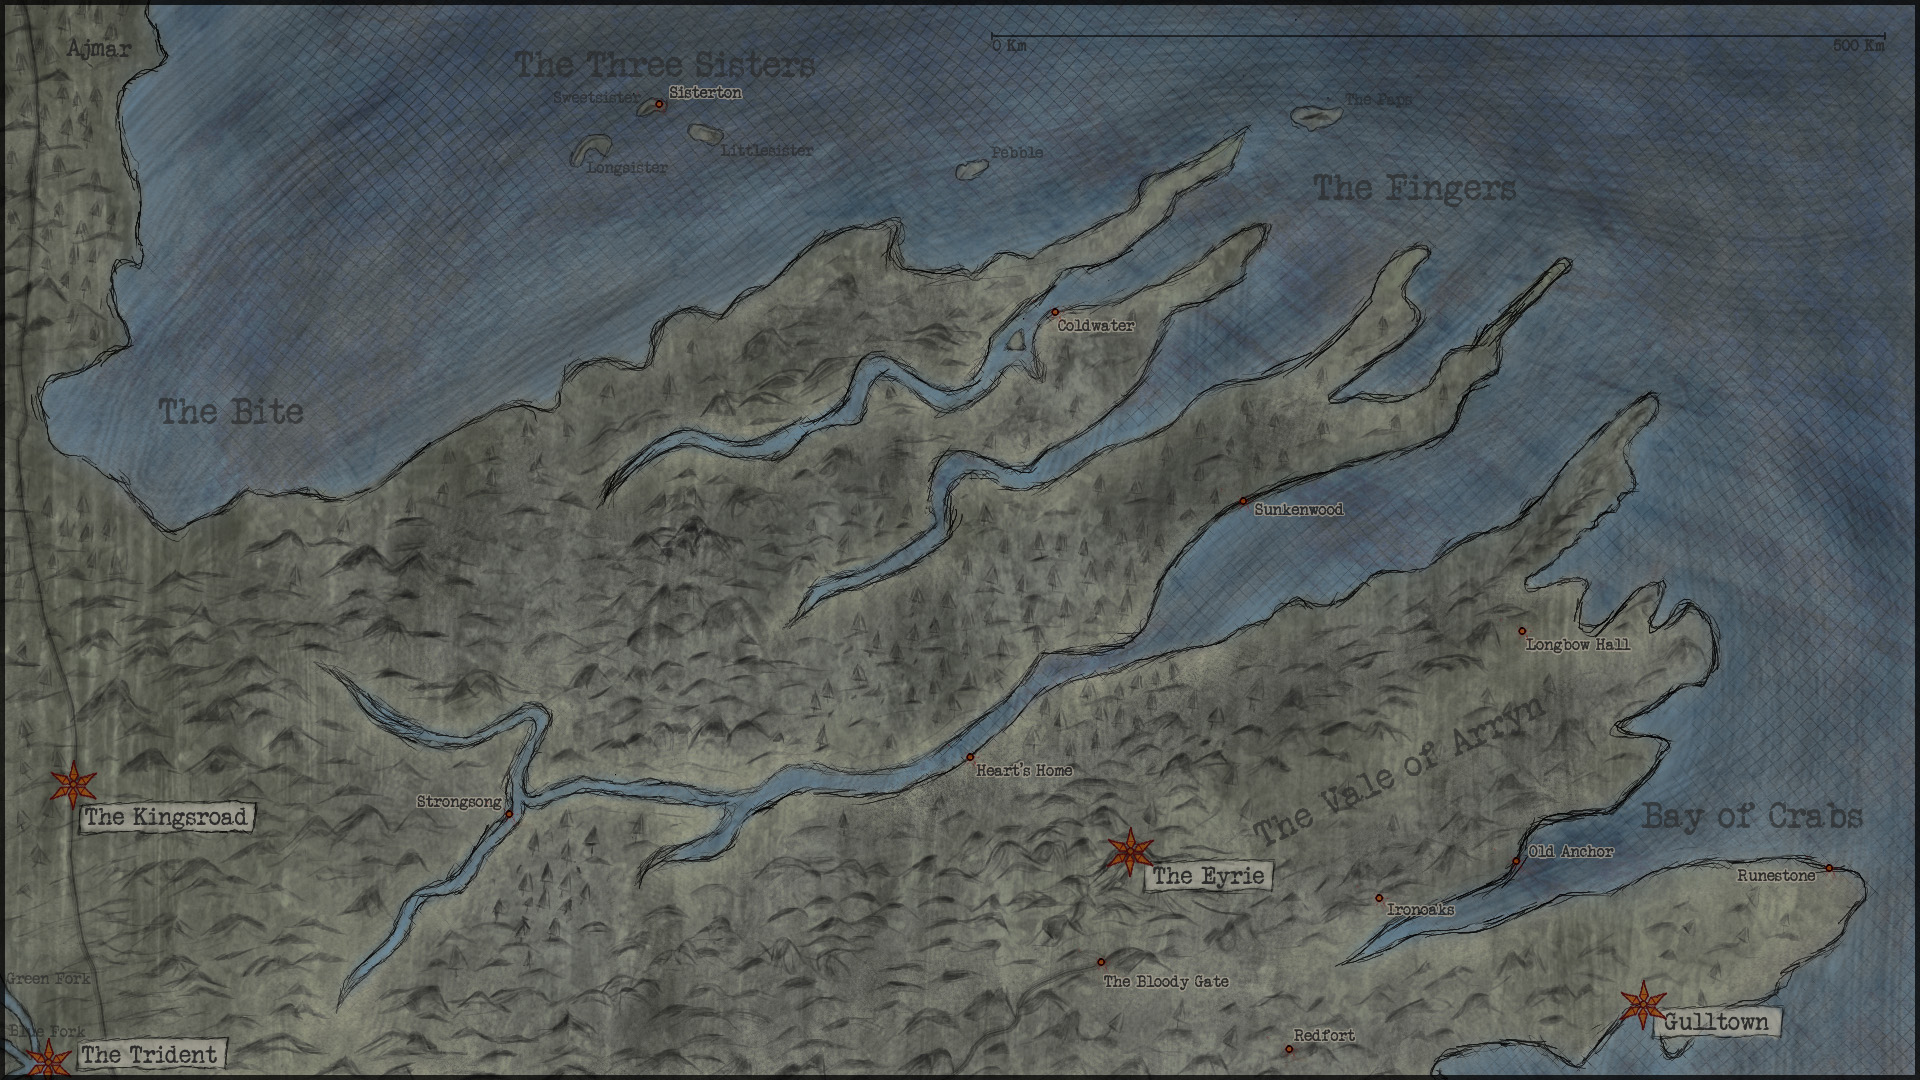 Ajmar
0 Km
500 Km
The Three Sisters
Sweetsister
Sisterton
Littlesister
Longsister
Pebble
The Paps
The Fingers
Coldwater
The Bite
Sunkenwood
Longbow Hall
The Vale of Arryn
Heart's Home
Strongsong
The Kingsroad
Bay of Crabs
Old Anchor
The Eyrie
Runestone
Ironoaks
The Bloody Gate
Green Fork
Gulltown
Blue Fork
Redfort
The Trident